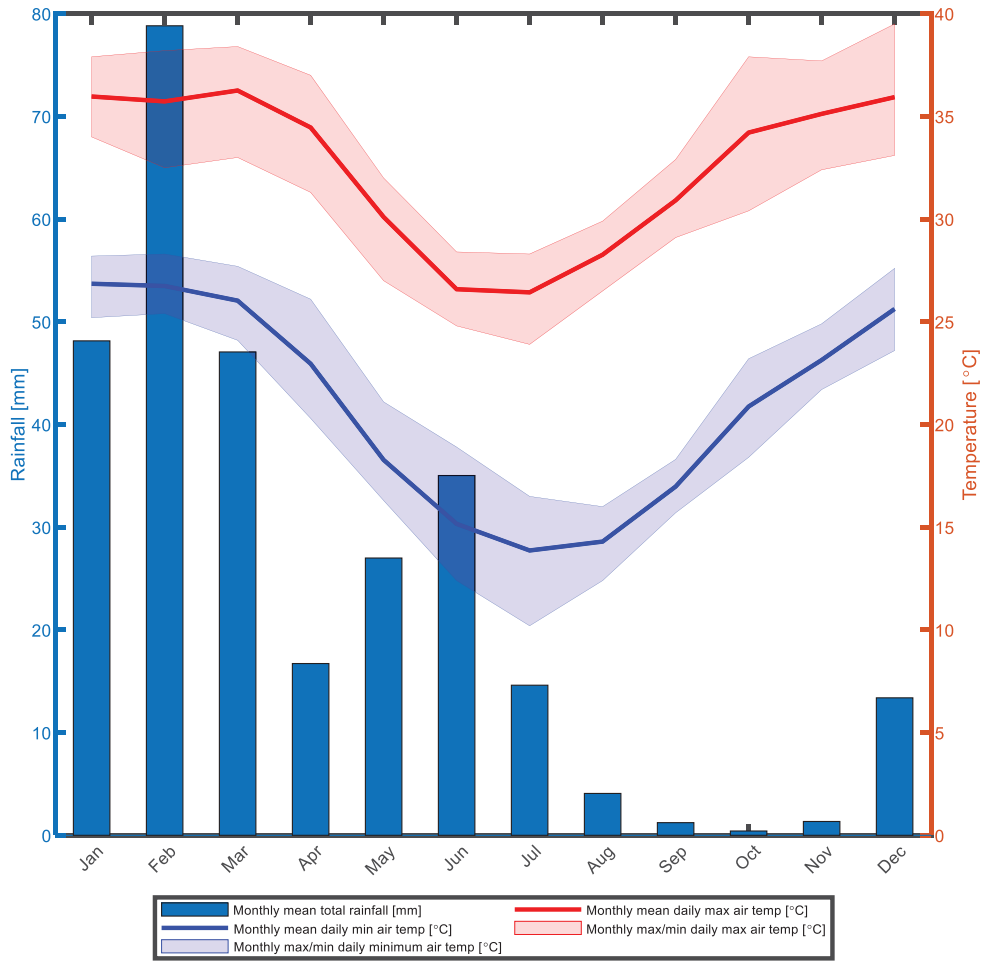 80
70
60
50
40
30
20
10
0
Rainfall [mm]
40
35
30
25
20
15
10
5
0
Temperature [°C]
Jan Feb Mar Apr May Jun Jul Aug Sep Oct Nov Dec
Monthly mean total rainfall [mm]
Monthly mean daily min air temp [°C]
Monthly max/min daily minimum air temp [°C]
Monthly mean daily max air temp [°C]
Monthly max/min daily max air temp [°C]